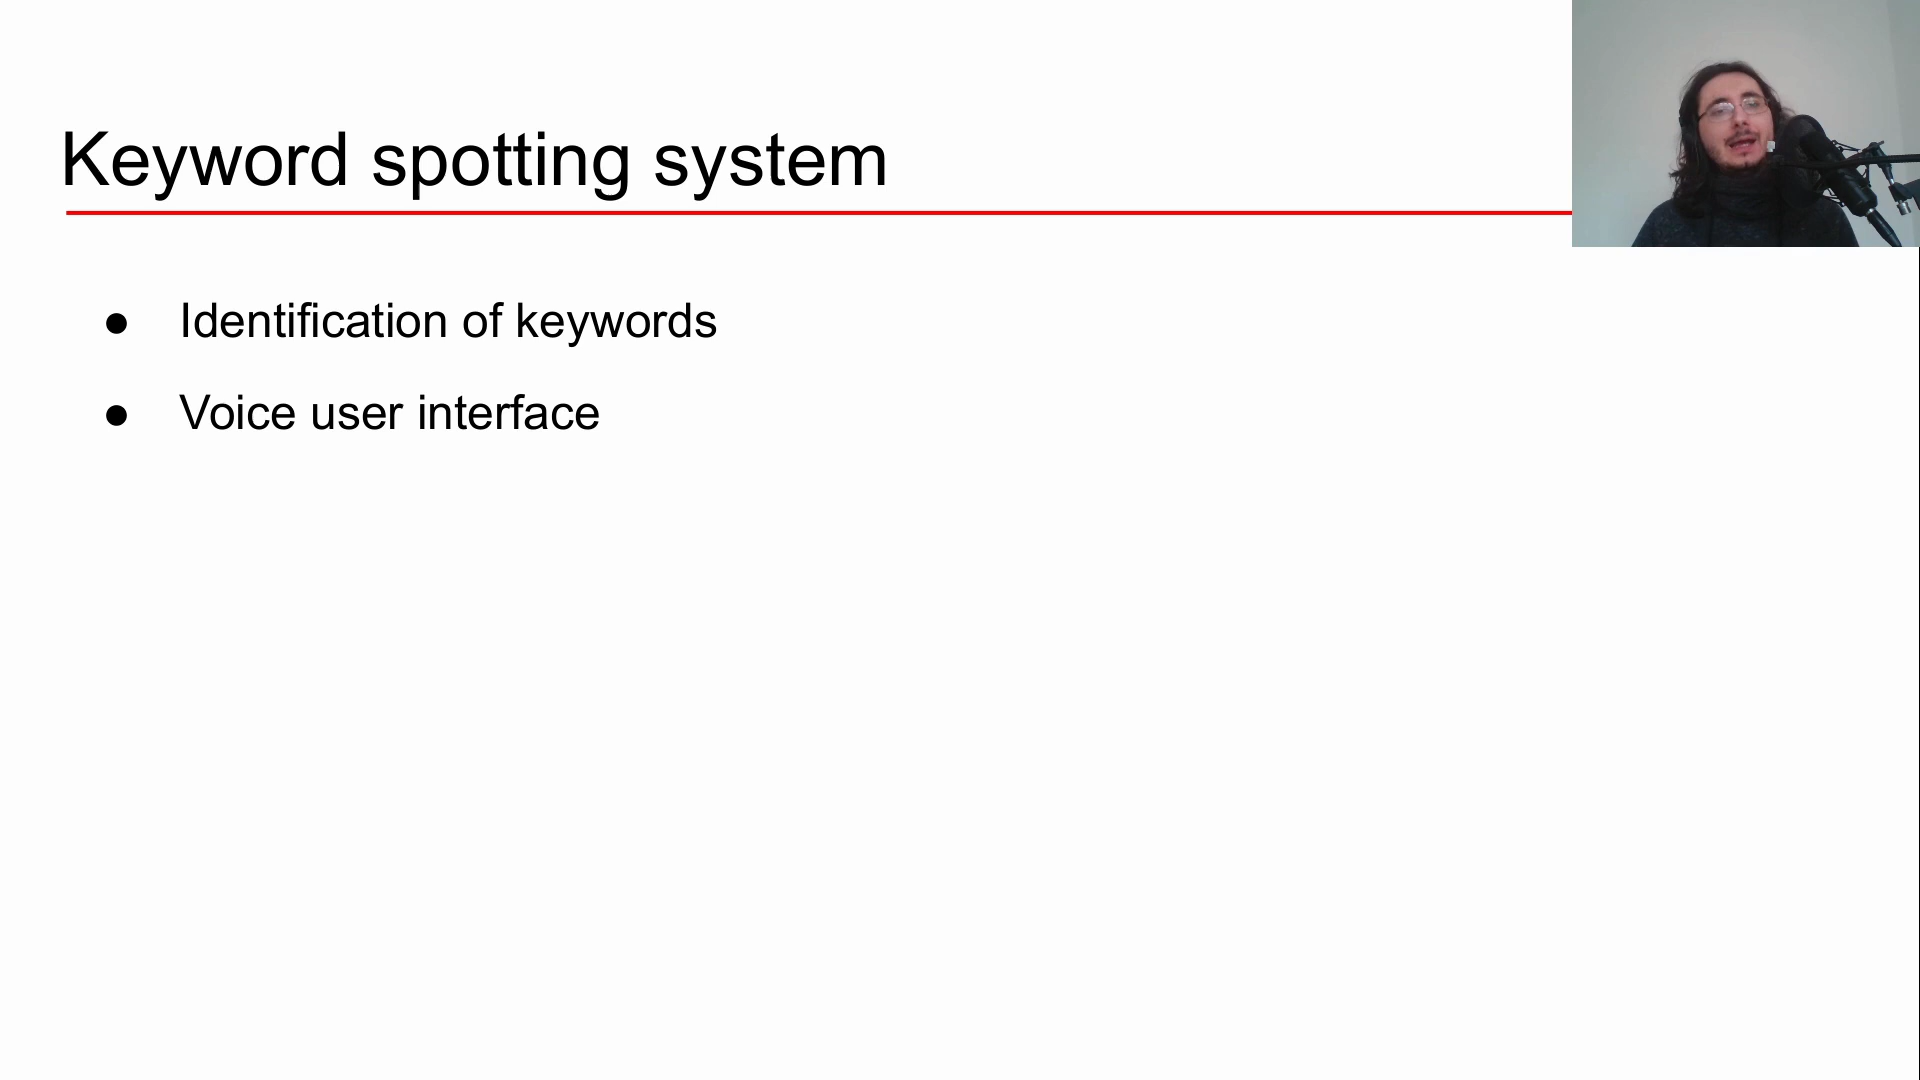 Keyword spotting system
● Identification of keywords
● Voice user interface